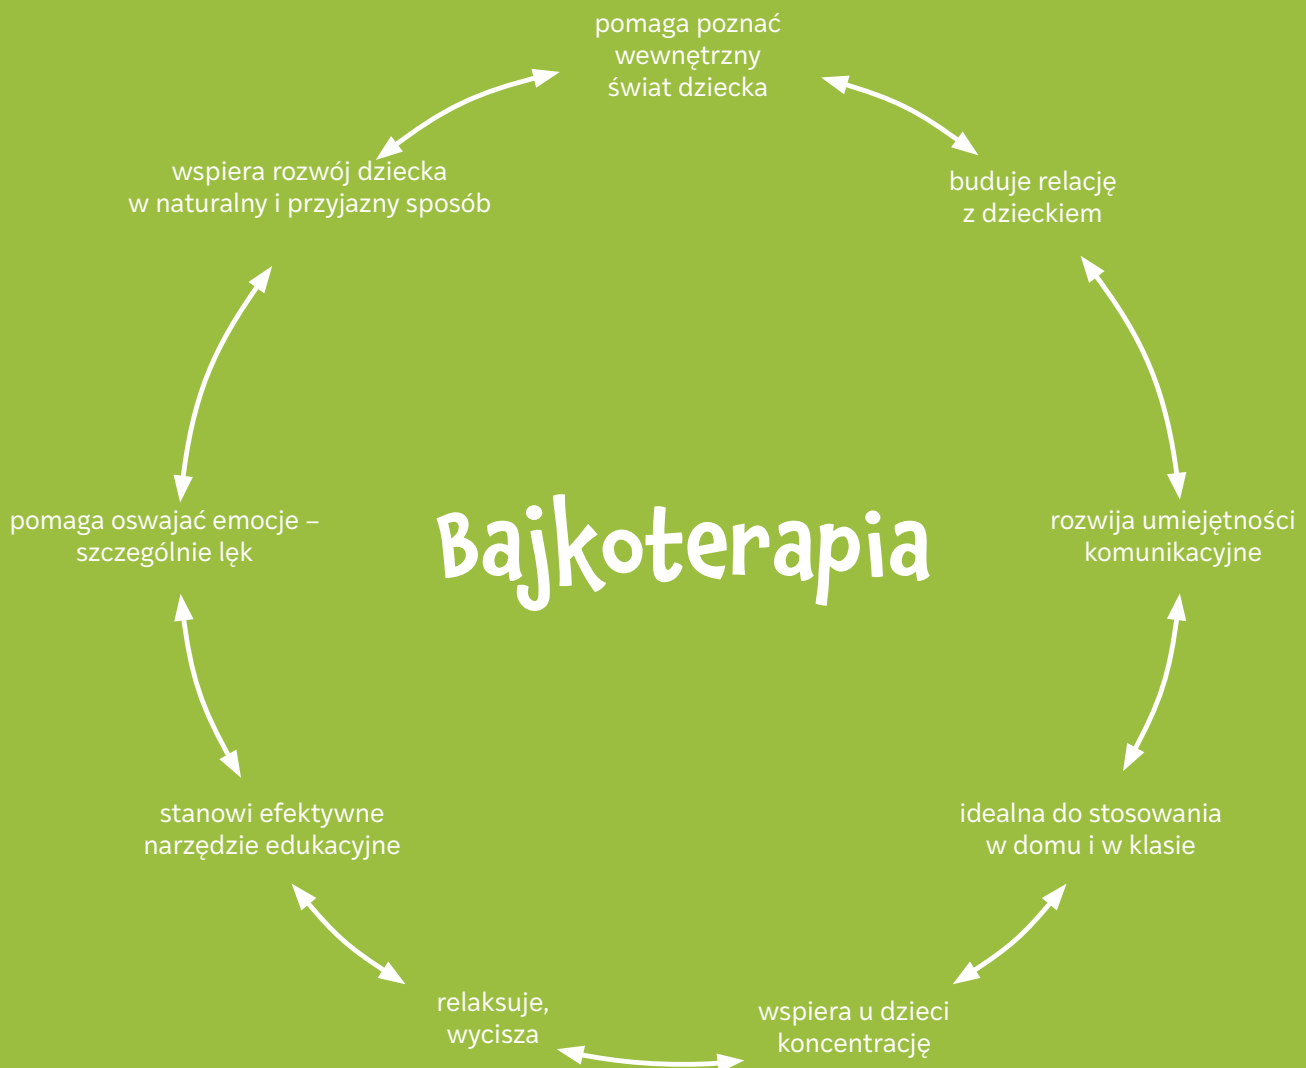 pomaga poznać
wewnętrzny
świat dziecka
wspiera rozwój dziecka
w naturalny i przyjazny sposób
buduje relację
z dzieckiem
pomaga oswajać emocje –
szczególnie lęk
Bajkoterapia
rozwija umiejętności
komunikacyjne
stanowi efektywne
narzędzie edukacyjne
idealna do stosowania
w domu i w klasie
relaksuje,
wycisza
wspiera u dzieci
koncentrację